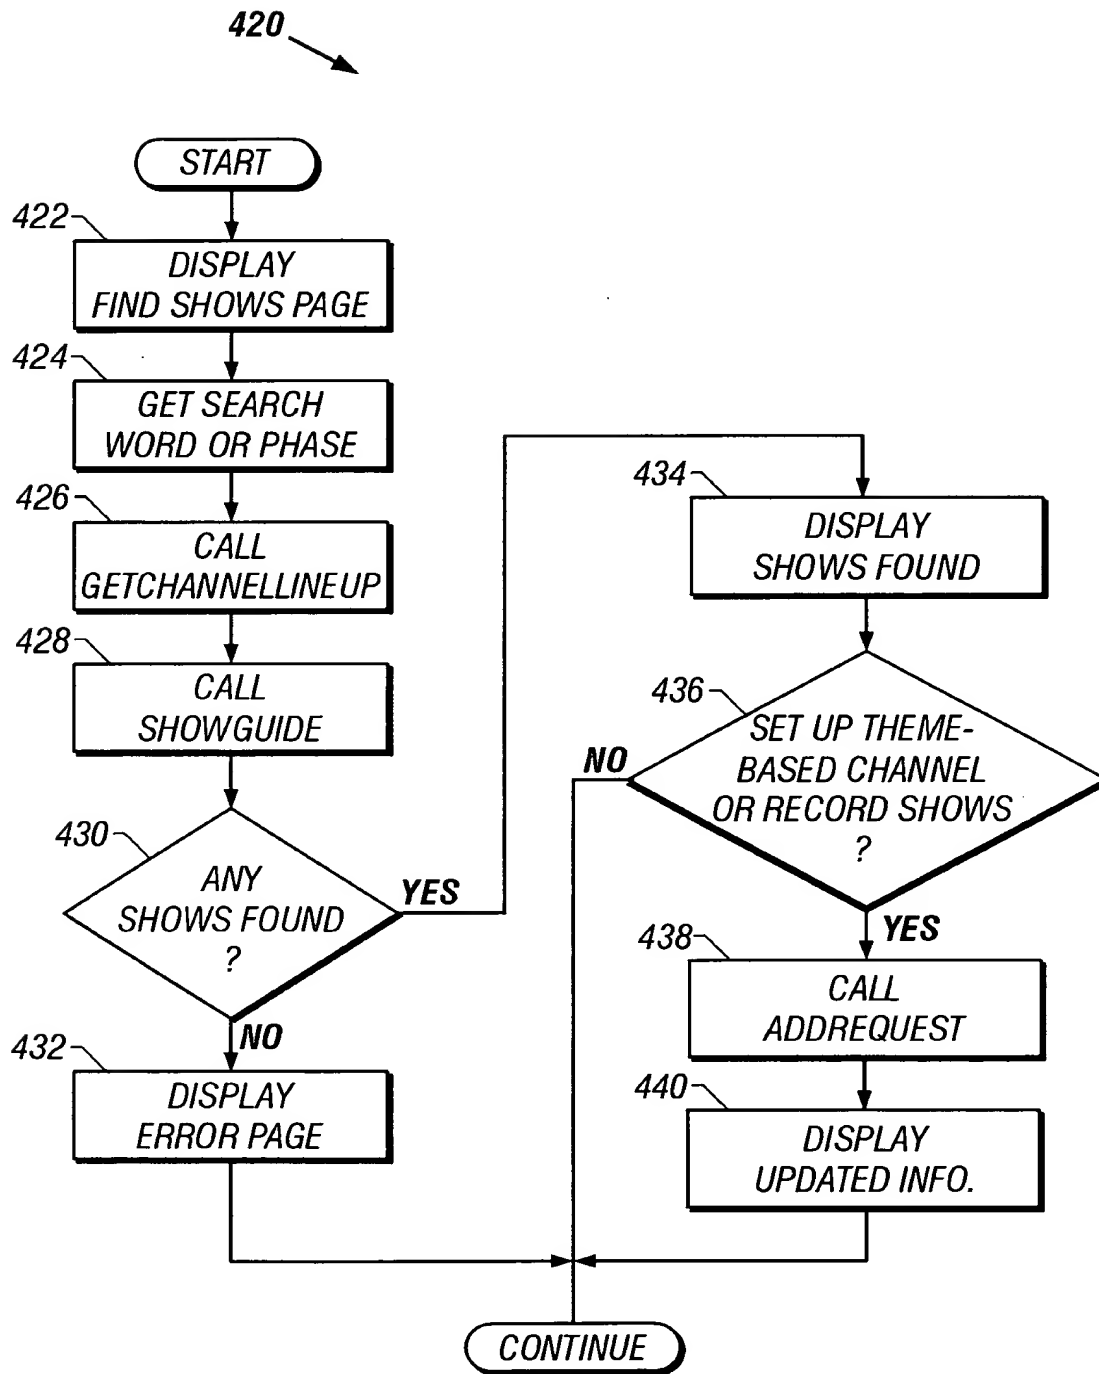 420
START
422
DISPLAY
FIND SHOWS PAGE
424
GET SEARCH
WORD OR PHASE
426
CALL
GETCHANNELLINEUP
428
CALL
SHOWGUIDE
430
ANY
SHOWS FOUND
?
YES
NO
432
DISPLAY
ERROR PAGE
434
DISPLAY
SHOWS FOUND
436
SET UP THEME-
BASED CHANNEL
OR RECORD SHOWS
?
NO
YES
438
CALL
ADDREQUEST
440
DISPLAY
UPDATED INFO.
CONTINUE